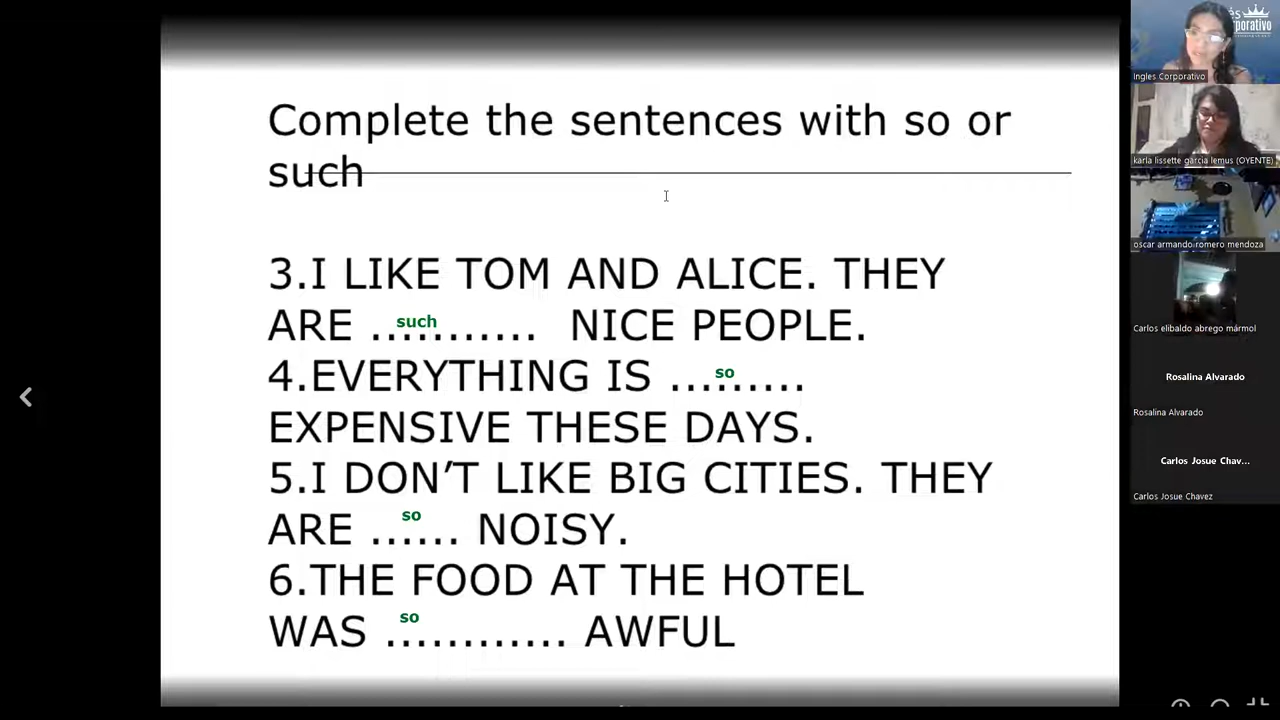 Complete the sentences with so or
such
3.I LIKE TOM AND ALICE. THEY
such
ARE ........... NICE PEOPLE.
so
4.EVERYTHING IS .........
EXPENSIVE THESE DAYS.
5.I DON’T LIKE BIG CITIES. THEY
so
ARE ...... NOISY.
6.THE FOOD AT THE HOTEL
so
WAS ............ AWFUL
Ingles Corporativo
karla lissette garcia lemus (OYENTE)
oscar armando romero mendoza
Carlos elibaldo abrego mármol
Rosalina Alvarado
Rosalina Alvarado
Carlos Josue Chav...
Carlos Josue Chavez